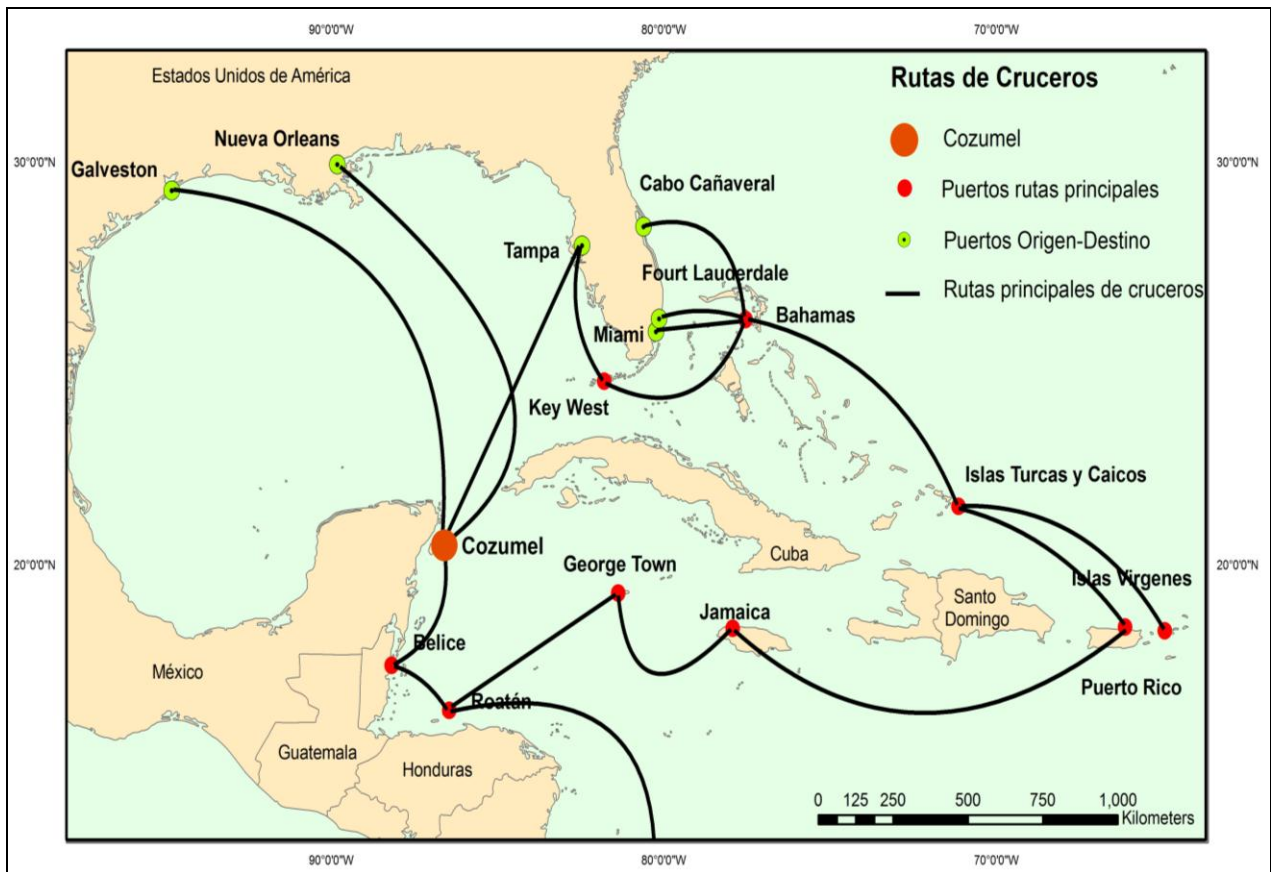 90°0'0"W
80°0'0"W
70°0'0"W
Estados Unidos de América
Rutas de Cruceros
Nueva Orleans
Cozumel
30°0'0"N
30°0'0"N
Galveston
Cabo Cañaveral
Puertos rutas principales
Tampa
Puertos Origen-Destino
Fourt Lauderdale
Rutas principales de cruceros
Miami
Bahamas
Key West
Islas Turcas y Caicos
Cozumel
Cuba
20°0'0"N
George Town
20°0'0"N
Islas Virgenes
Jamaica
Santo
Domingo
Belice
México
Puerto Rico
Roatán
Guatemala
Honduras
0 125 250 500 750 1,000
Kilometers
90°0'0"W
80°0'0"W
70°0'0"W